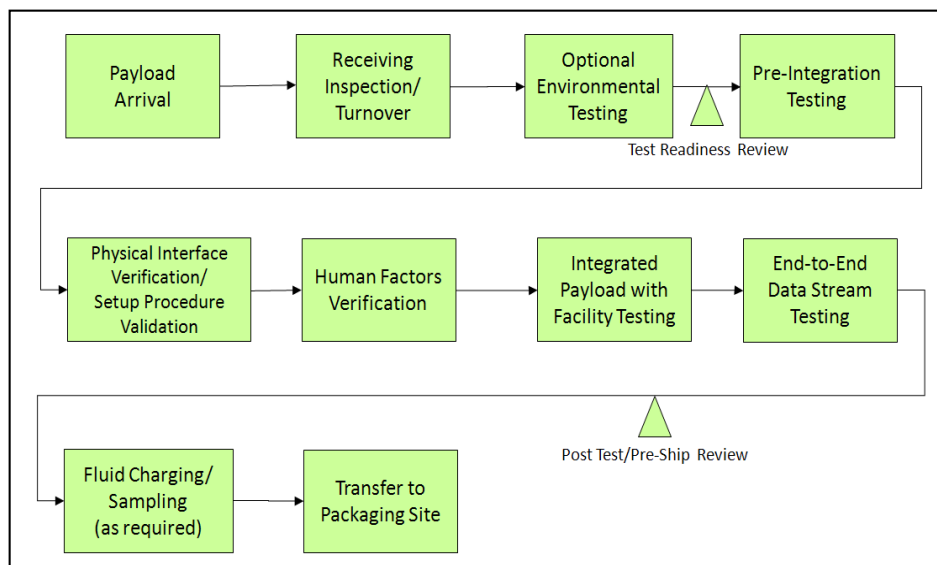 Payload
Arrival
Receiving
Inspection/
Turnover
Optional
Environmental
Testing
Pre-Integration
Testing
Test Readiness Review
Physical Interface
Verification/
Setup Procedure
Validation
Human Factors
Verification
Integrated
Payload with
Facility Testing
End-to-End
Data Stream
Testing
Post Test/Pre-Ship Review
Fluid Charging/
Sampling
(as required)
Transfer to
Packaging Site